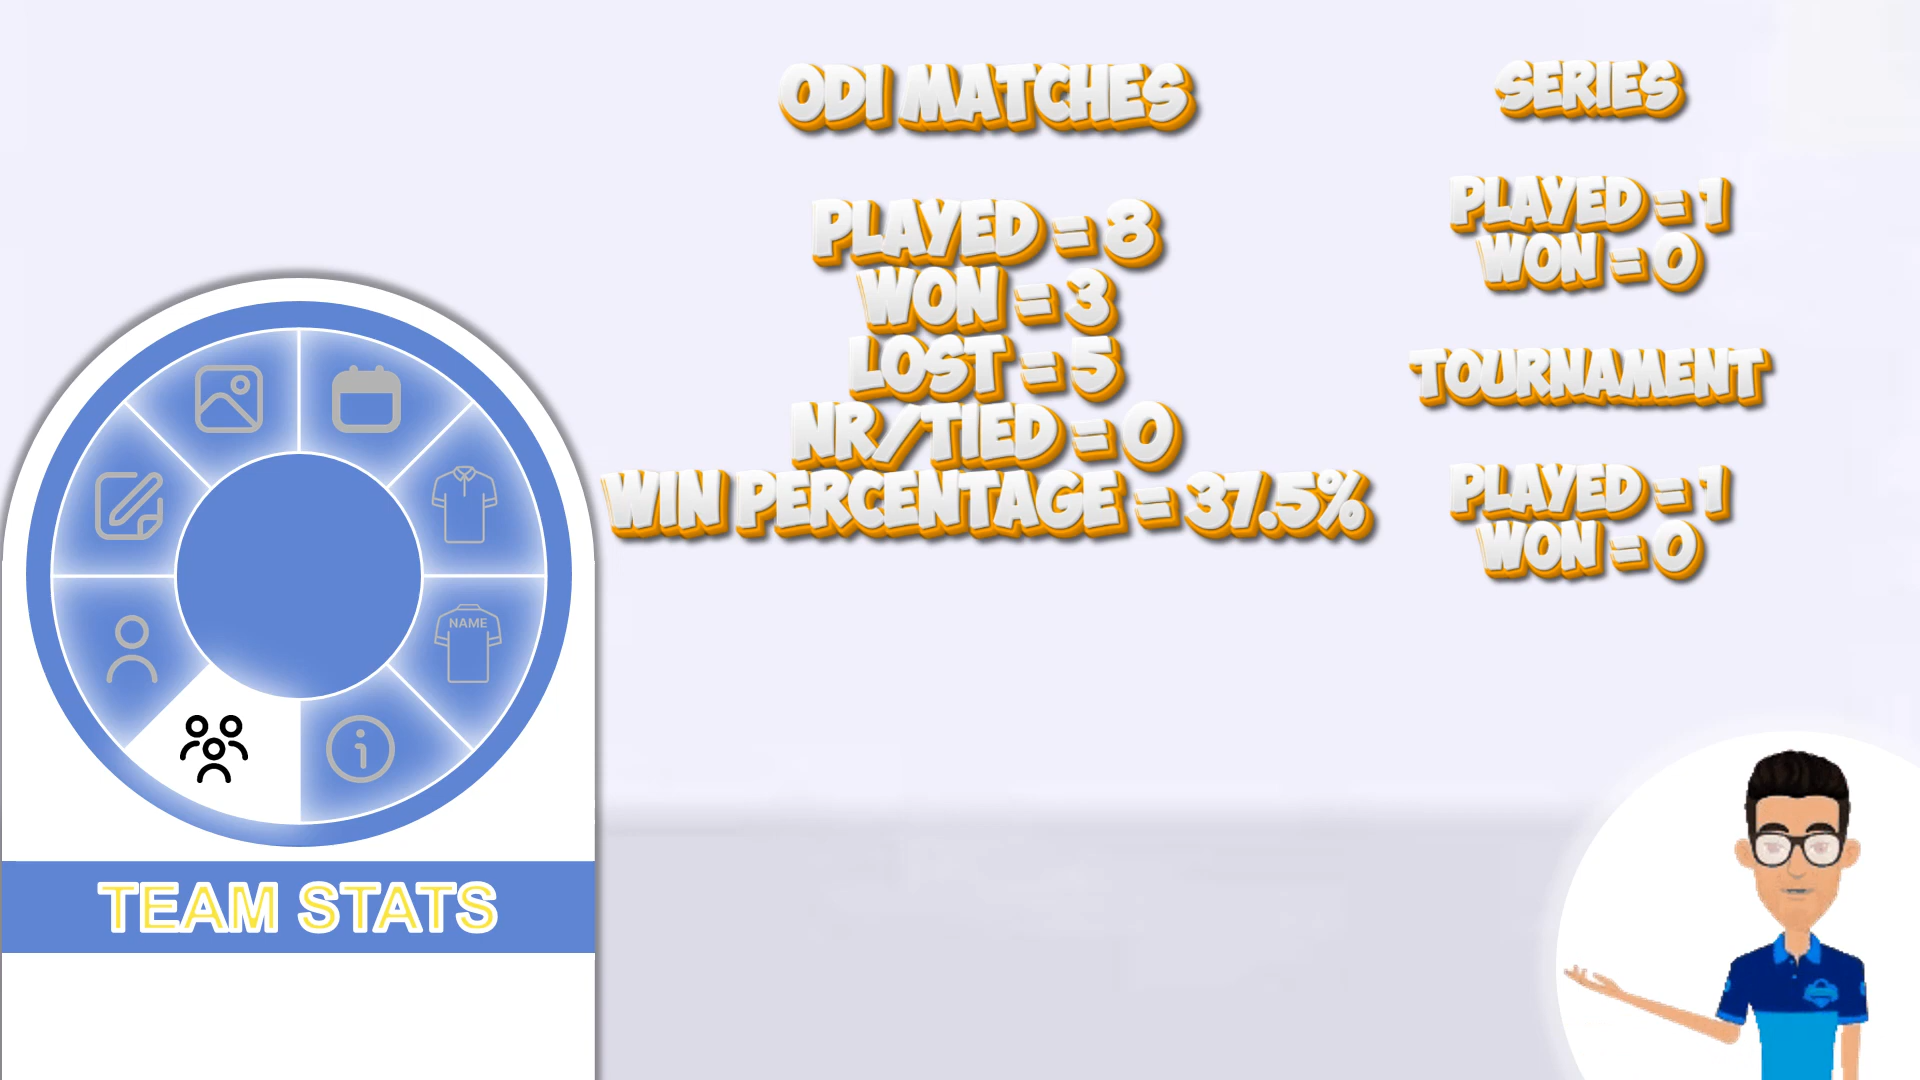 ODI MATCHES
PLAYED = 8
WON = 3
LOST = 5
NR/TIED = 0
WIN PERCENTAGE = 37.5%
SERIES
PLAYED = 1
WON = 0
TOURNAMENT
PLAYED = 1
WON = 0
NAME
TEAM STATS